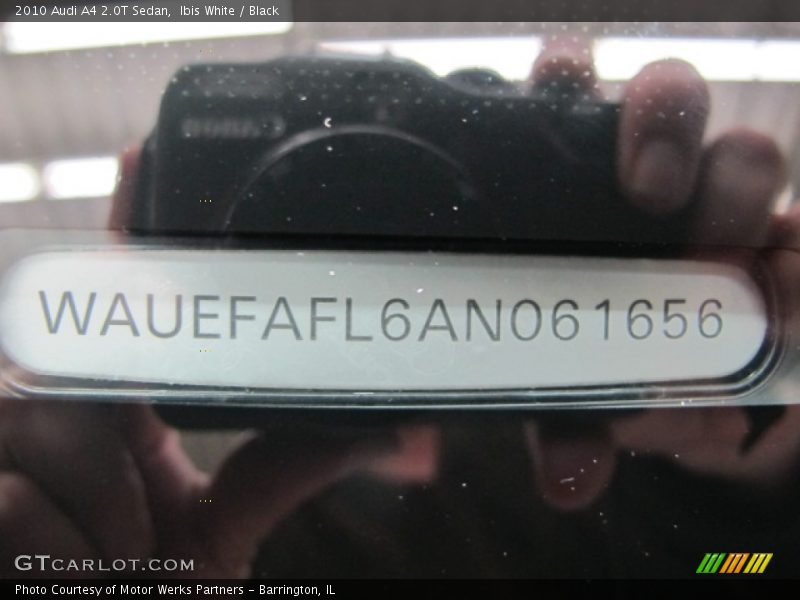 2010 Audi A4 2.0T Sedan, Ibis White / Black
WAUEFAFL6AN061656
GTCARLOT.COM
Photo Courtesy of Motor Werks Partners - Barrington, IL